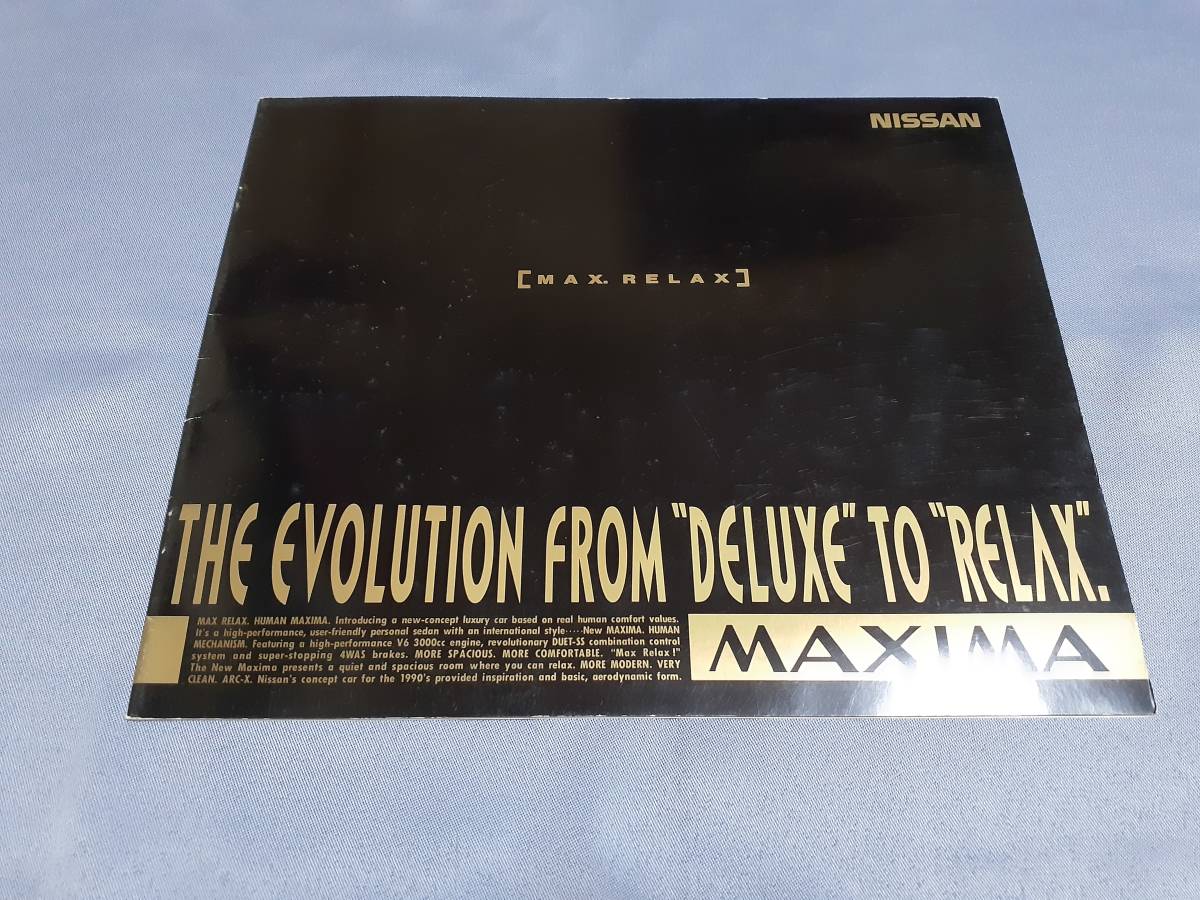 NISSAN
[MAX. RELAX]
THE EVOLUTION FROM "DELUXE" TO "RELAX".
MAX RELAX. HUMAN MAXIMA. Introducing a new-concept luxury car based on real human comfort values.
It's a high-performance, user-friendly personal sedan with an international style·····New MAXIMA. HUMAN
MECHANISM. Featuring a high-performance V6 3000cc engine, revolutionary DUET-SS combination control
system and super-stopping 4WAS brakes. MORE SPACIOUS. MORE COMFORTABLE. "Max Relax!"
The New Maxima presents a quiet and spacious room where you can relax. MORE MODERN. VERY
CLEAN. ARC-X. Nissan's concept car for the 1990's provided inspiration and basic, aerodynamic form.
MAXIMA